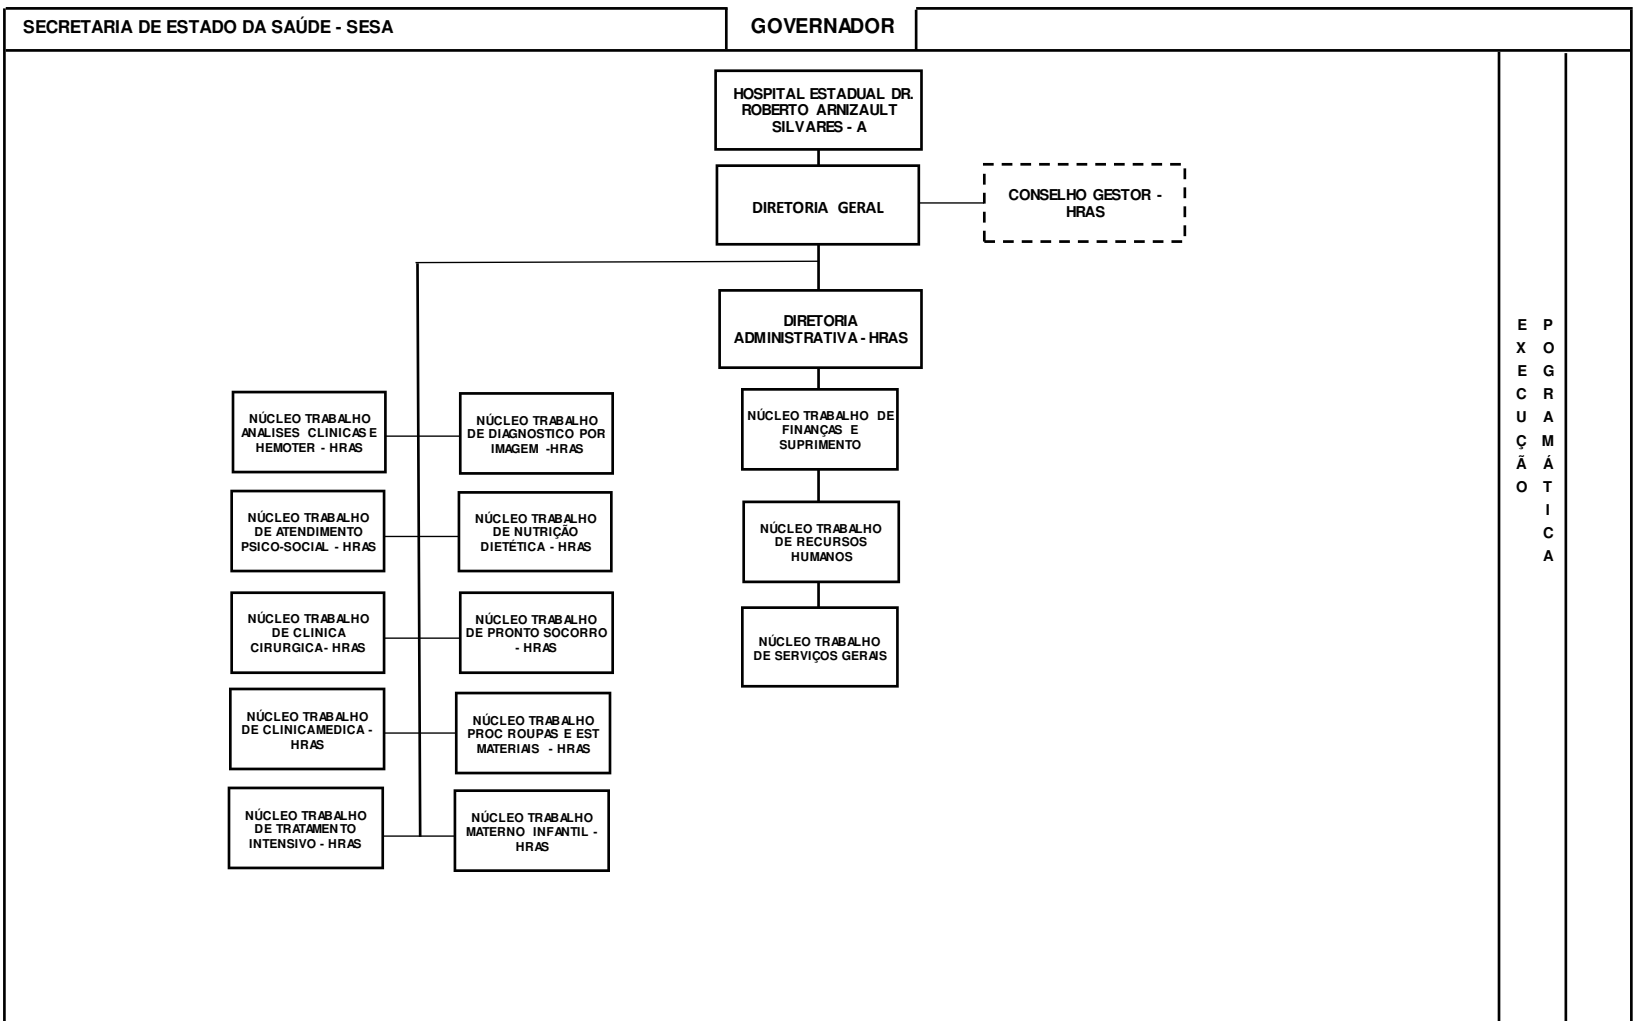 SECRETARIA DE ESTADO DA SAÚDE - SESA
GOVERNADOR
HOSPITAL ESTADUAL DR.
ROBERTO ARNIZAULT
SILVARES - A
DIRETORIA GERAL
CONSELHO GESTOR -
HRAS
DIRETORIA
ADMINISTRATIVA - HRAS
NÚCLEO TRABALHO
ANALISES CLINICAS E
HEMOTER - HRAS
NÚCLEO TRABALHO
DE DIAGNOSTICO POR
IMAGEM -HRAS
NÚCLEO TRABALHO DE
FINANÇAS E
SUPRIMENTO
NÚCLEO TRABALHO
DE ATENDIMENTO
PSICO-SOCIAL - HRAS
NÚCLEO TRABALHO
DE NUTRIÇÃO
DIETÉTICA - HRAS
NÚCLEO TRABALHO
DE RECURSOS
HUMANOS
NÚCLEO TRABALHO
DE CLINICA
CIRURGICA- HRAS
NÚCLEO TRABALHO
DE PRONTO SOCORRO
- HRAS
NÚCLEO TRABALHO
DE SERVIÇOS GERAIS
NÚCLEO TRABALHO
DE CLINICAMEDICA -
HRAS
NÚCLEO TRABALHO
PROC ROUPAS E EST
MATERIAIS - HRAS
NÚCLEO TRABALHO
DE TRATAMENTO
INTENSIVO - HRAS
NÚCLEO TRABALHO
MATERNO INFANTIL -
HRAS
EXECUÇÃO
POGRAMÁTICA